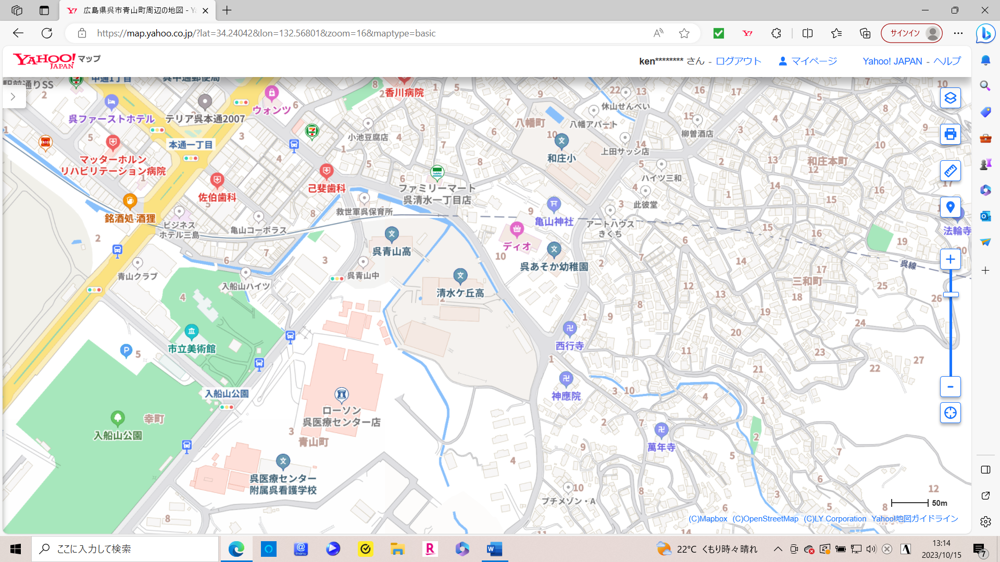 広島県呉市青山町周辺の地図 - Ya
https://map.yahoo.co.jp/?lat=34.24042&lon=132.56801&zoom=16&maptype=basic
サインイン
YAHOO! JAPAN マップ
ken******** さん - ログアウト
マイページ
Yahoo! JAPAN - ヘルプ
駅前通りSS
中通1丁目
呉中通郵便局
香川病院
ウォンツ
呉ファーストホテル
テリア呉本通2007
八幡町
八幡アパート
休山せんべい
柳曽酒店
小池豆腐店
本通一丁目
ENEOS
マッターホルン
リハビリテーション病院
和庄小
上田サッシ店
和庄本町
ハイツ三和
佐伯歯科
己斐歯科
ファミリーマート
呉清水一丁目店
此彼堂
銘酒処 酒狸
救世軍呉保育所
亀山神社
アートハウス
きくち
ビジネス
ホテル三島
亀山コーポラス
法輪寺
ディオ
呉青山高
呉あそか幼稚園
呉線
青山クラブ
入船山ハイツ
呉青山中
清水ケ丘高
三和町
市立美術館
西行寺
入船山公園
神應院
ローソン
呉医療センター店
幸町
入船山公園
青山町
萬年寺
呉医療センター
附属呉看護学校
プチメゾン・A
50m
(C)Mapbox (C)OpenStreetMap (C)LY Corporation Yahoo!地図ガイドライン
ここに入力して検索
22°C くもり時々晴れ
13:14
2023/10/15
7